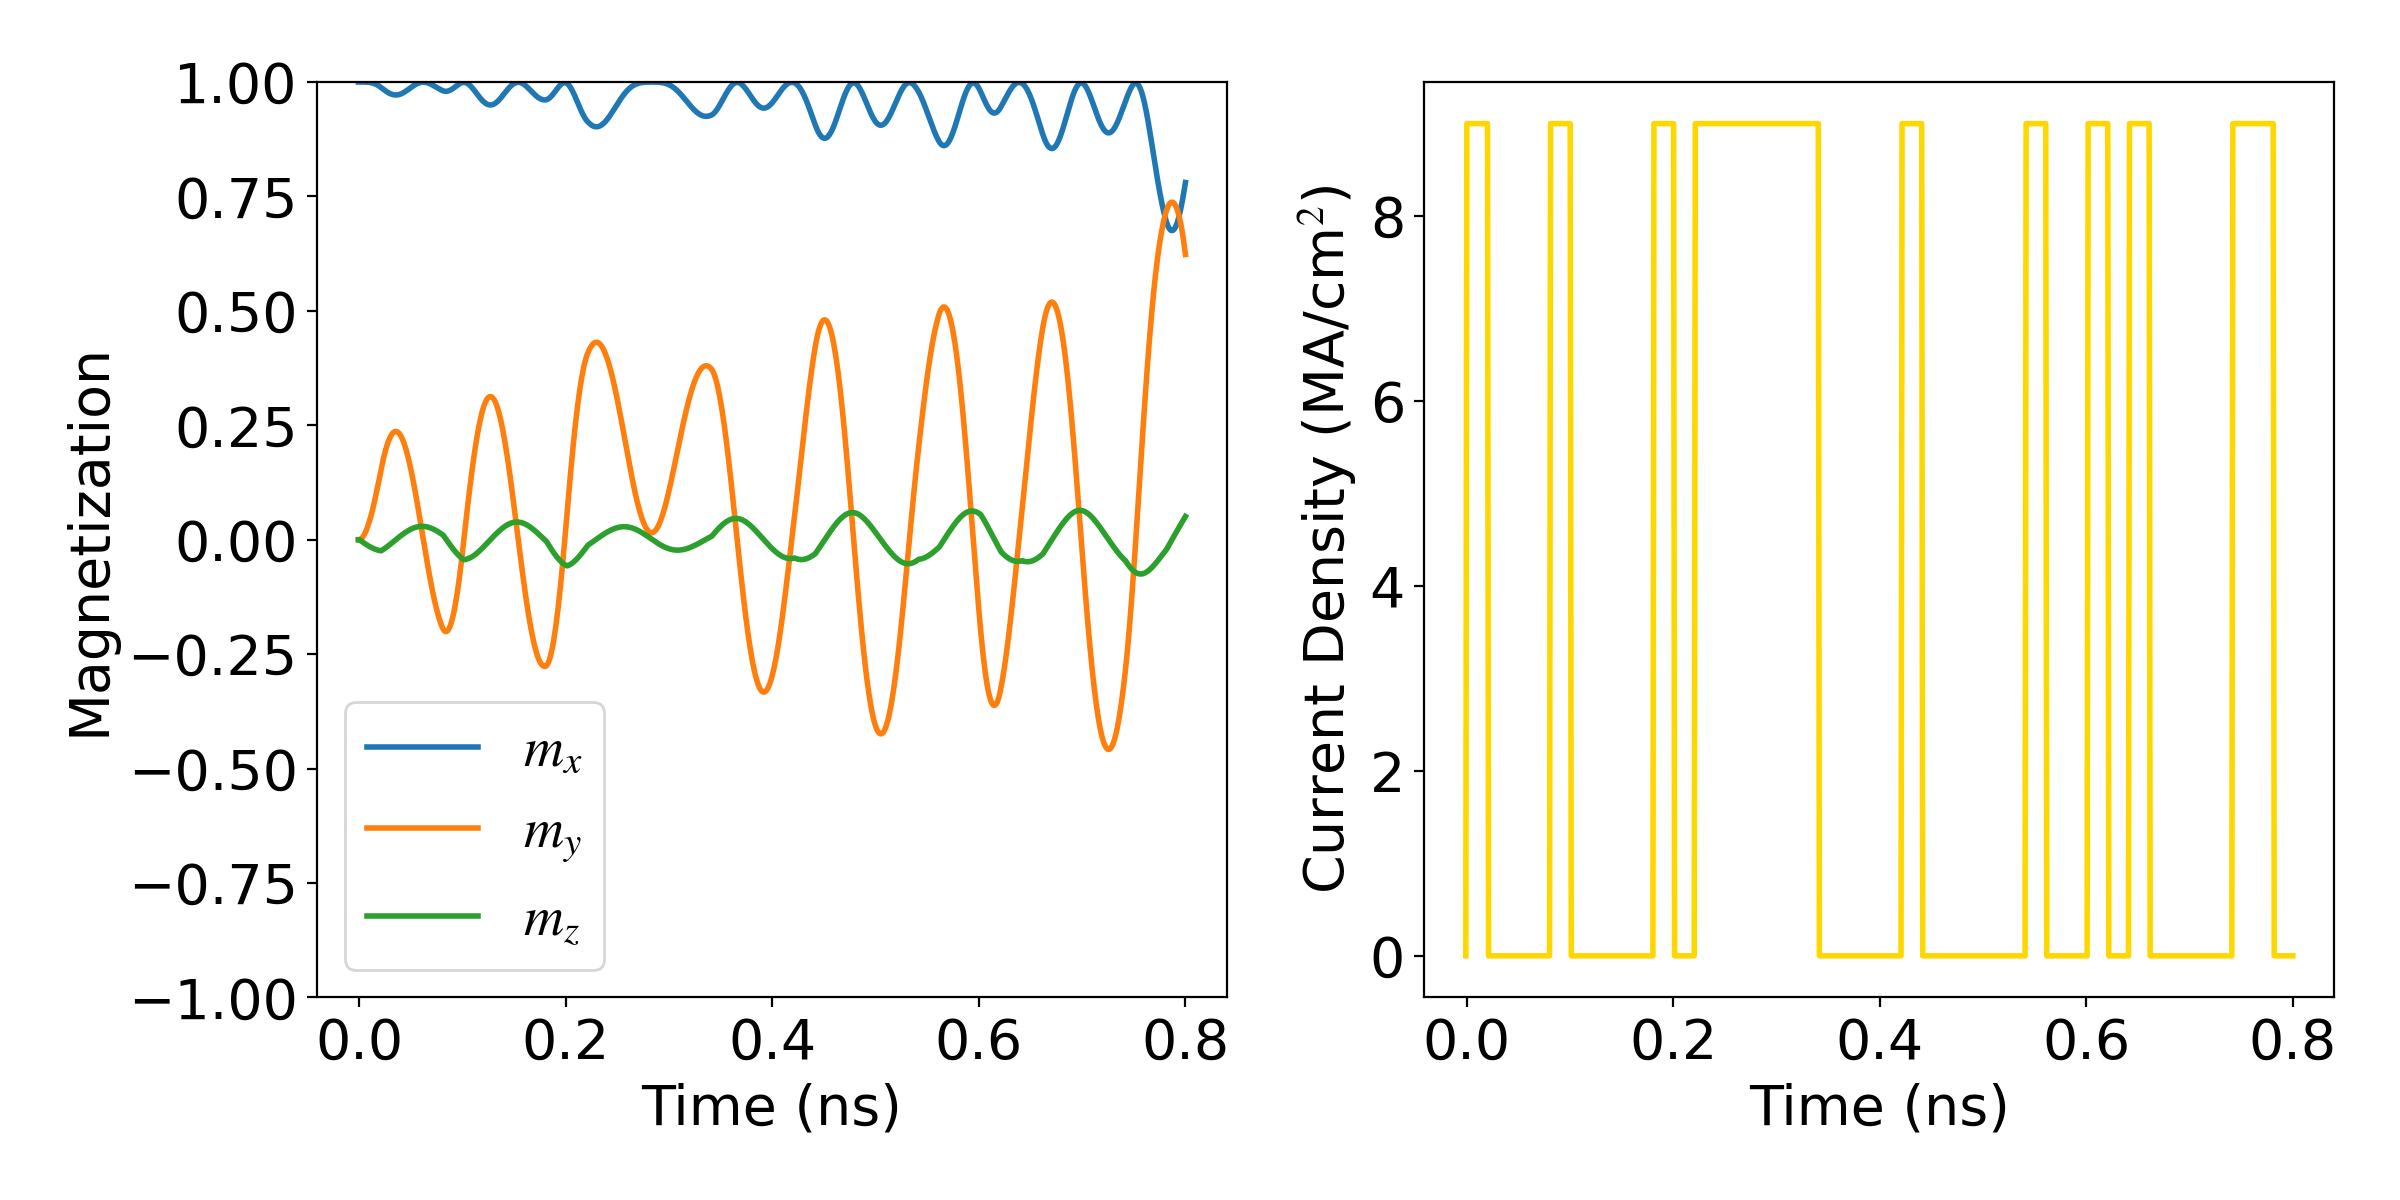 Magnetization
1.00
0.75
0.50
0.25
0.00
−0.25
−0.50
−0.75
−1.00
m_x
m_y
m_z
0.0 0.2 0.4 0.6 0.8
Time (ns)
Current Density (MA/cm²)
8
6
4
2
0
0.0 0.2 0.4 0.6 0.8
Time (ns)